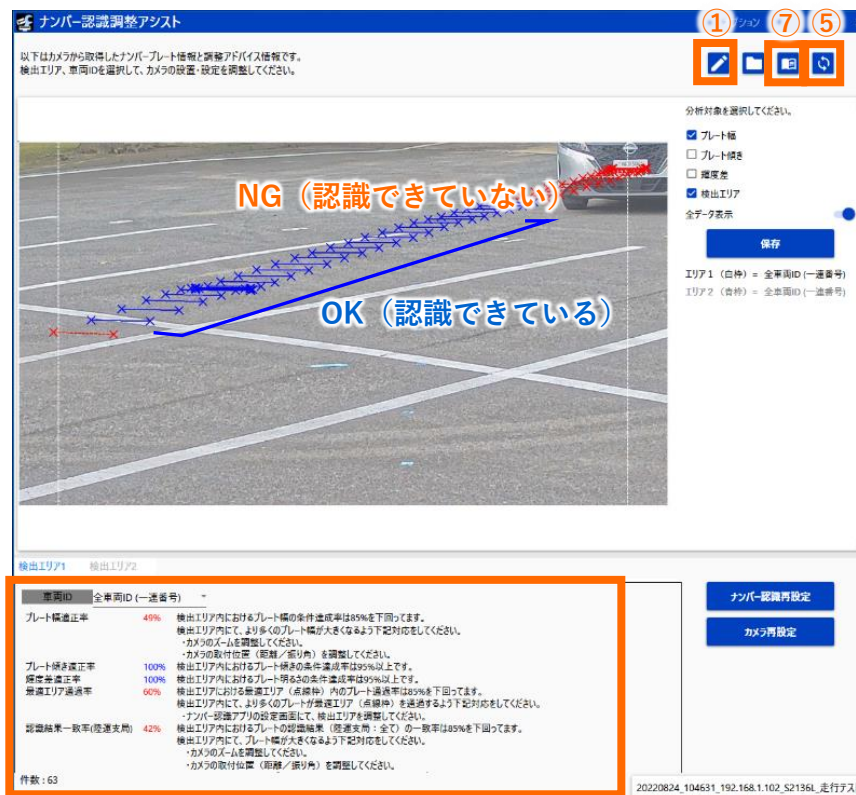 ナンバー認識調整アシスト
プション
① ⑦ ⑤
以下はカメラから取得したナンバープレート情報と調整アドバイス情報です。
検出エリア、車両IDを選択して、カメラの設置・設定を調整してください。
分析対象を選択してください。
プレート幅
プレート傾き
輝度差
検出エリア
全データ表示
保存
エリア1（白枠）= 全車両ID (一連番号)
エリア2（青枠）= 全車両ID (一連番号)
NG（認識できていない）
OK（認識できている）
検出エリア1 検出エリア2
車両ID 全車両ID (一連番号)
プレート幅適正率 49% 検出エリア内におけるプレート幅の条件達成率は85%を下回ってます。
検出エリア内にて、より多くのプレート幅が大きくなるよう下記対応をしてください。
・カメラのズームを調整してください。
・カメラの取付位置（距離／振り角）を調整してください。
プレート傾き適正率 100% 検出エリア内におけるプレート傾きの条件達成率は95%以上です。
輝度差適正率 100% 検出エリア内におけるプレート明るさの条件達成率は95%以上です。
最適エリア通過率 60% 検出エリアにおける最適エリア（点線枠）内のプレート通過率は85%を下回ってます。
検出エリア内にて、より多くのプレートが最適エリア（点線枠）を通過するよう下記対応をしてください。
・ナンバー認識アプリの設定画面にて、検出エリアを調整してください。
認識結果一致率(陸運支局) 42% 検出エリア内におけるプレートの認識結果（陸運支局：全て）の一致率は85%を下回ってます。
検出エリア内にて、プレート幅が大きくなるよう下記対応をしてください。
・カメラのズームを調整してください。
・カメラの取付位置（距離／振り角）を調整してください。
件数：63
ナンバー認識再設定
カメラ再設定
20220824_104631_192.168.1.102_S2136L_走行テス